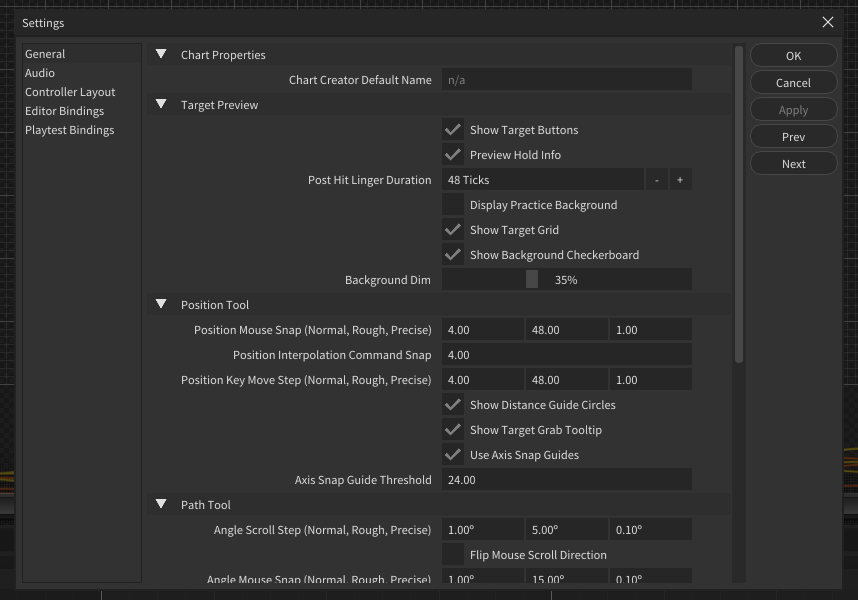 Settings
General
Audio
Controller Layout
Editor Bindings
Playtest Bindings
Chart Properties
Chart Creator Default Name n/a
Target Preview
Show Target Buttons
Preview Hold Info
Post Hit Linger Duration 48 Ticks - +
Display Practice Background
Show Target Grid
Show Background Checkerboard
Background Dim 35%
Position Tool
Position Mouse Snap (Normal, Rough, Precise) 4.00 48.00 1.00
Position Interpolation Command Snap 4.00
Position Key Move Step (Normal, Rough, Precise) 4.00 48.00 1.00
Show Distance Guide Circles
Show Target Grab Tooltip
Use Axis Snap Guides
Axis Snap Guide Threshold 24.00
Path Tool
Angle Scroll Step (Normal, Rough, Precise) 1.00° 5.00° 0.10°
Flip Mouse Scroll Direction
Angle Mouse Snap (Normal, Rough, Precise) 1.00° 15.00° 0.10°
OK
Cancel
Apply
Prev
Next